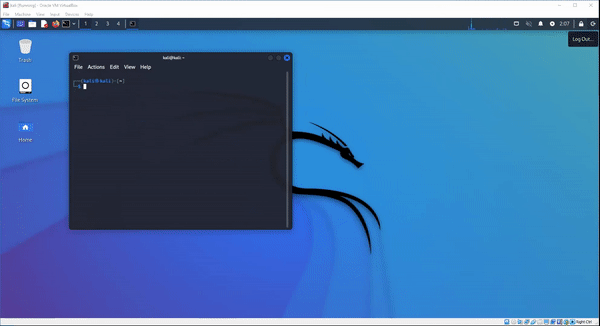 kali [Running] - Oracle VM VirtualBox
File Machine View Input Devices Help
1 2 3 4
2:07
Log Out...
Trash
File System
Home
kali@kali: ~
File Actions Edit View Help
┌──(kali㉿kali)-[~]
└─$
Right Ctrl